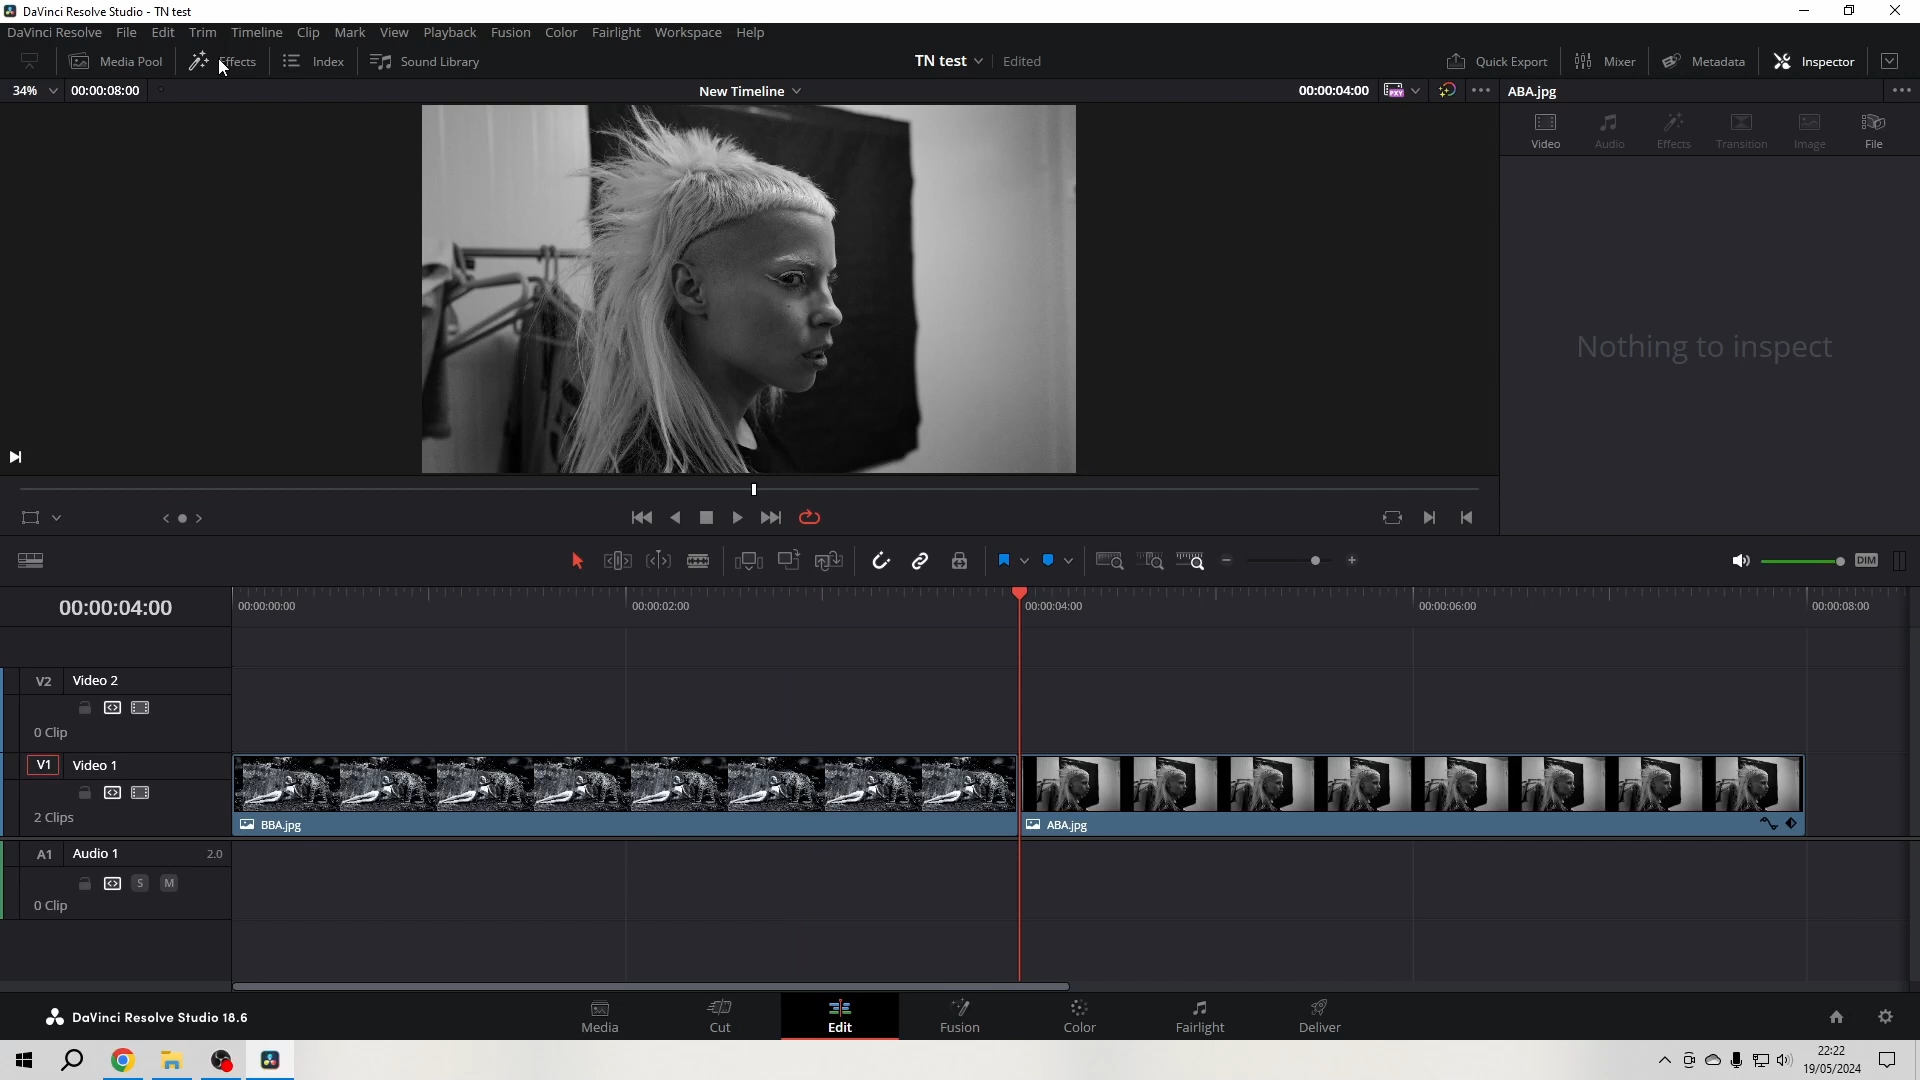 DaVinci Resolve Studio - TN test
DaVinci Resolve File Edit Trim Timeline Clip Mark View Playback Fusion Color Fairlight Workspace Help
Media Pool Effects Index Sound Library TN test Edited Quick Export Mixer Metadata Inspector
34% 00:00:08:00 New Timeline 00:00:04:00 PXY ABA.jpg
Video Audio Effects Transition Image File
Nothing to inspect
DIM
00:00:04:00 00:00:00:00 00:00:02:00 00:00:04:00 00:00:06:00 00:00:08:00
V2 Video 2
0 Clip
V1 Video 1
2 Clips
BBA.jpg ABA.jpg
A1 Audio 1 2.0
S M
0 Clip
DaVinci Resolve Studio 18.6 Media Cut Edit Fusion Color Fairlight Deliver
22:22
19/05/2024